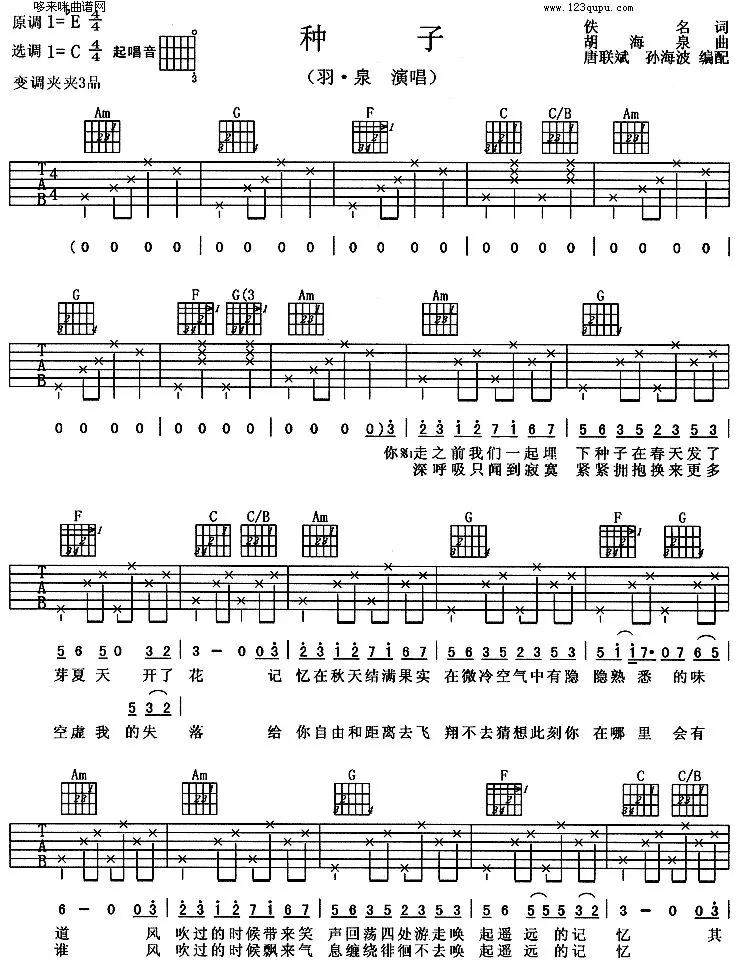 哆来咪曲谱网
www.123qupu.com
原调 1=♭E 4/4
选调 1=C 4/4 起唱音
3
变调夹夹3品
种 子
(羽·泉 演唱)
佚 名 词
胡 海 泉 曲
唐联斌 孙海波 编配
Am G F C C/B Am
T A B 4 4
(0 0 0 0 | 0 0 0 0 | 0 0 0 0 | 0 0 0 0 | 0 0 0 0
G F G(3 Am Am G
T A B
0 0 0 0 | 0 0 0 0 | 0 0 0 0)3 | 2 3 1 2 7 1 6 7 | 5 6 3 5 2 3 5 3
你 走之前我们一起埋 下种子在春天发了
深呼吸只闻到寂寞 紧紧拥抱换来更多
F C C/B Am G F G
T A B
5 6 5 0 3 2 | 3 - 0 0 3 | 2 3 1 2 1 1 6 7 | 5 6 3 5 2 3 5 3 | 5 1 1 7· 0 7 6 5
芽夏 天 开了 花 记 忆在秋天结满果实 在微冷空气中有隐 隐熟 悉 的味
5 3 2
空虚 我 的失 落 给 你自由和距离去飞 翔不去猜想此刻你 在哪 里 会有
Am Am G F C C/B
T A B
6 - 0 0 3 | 2 3 1 2 1 7 6 7 | 5 6 3 5 2 3 5 3 | 5 6 5 5 5 3 2 | 3 - 0 0 3
道 风 吹过的时候带来笑 声回荡四处游走唤 起遥远 的记 忆 其
谁 风 吹过的时候飘来气 息缠绕徘徊不去唤 起遥远 的记 忆